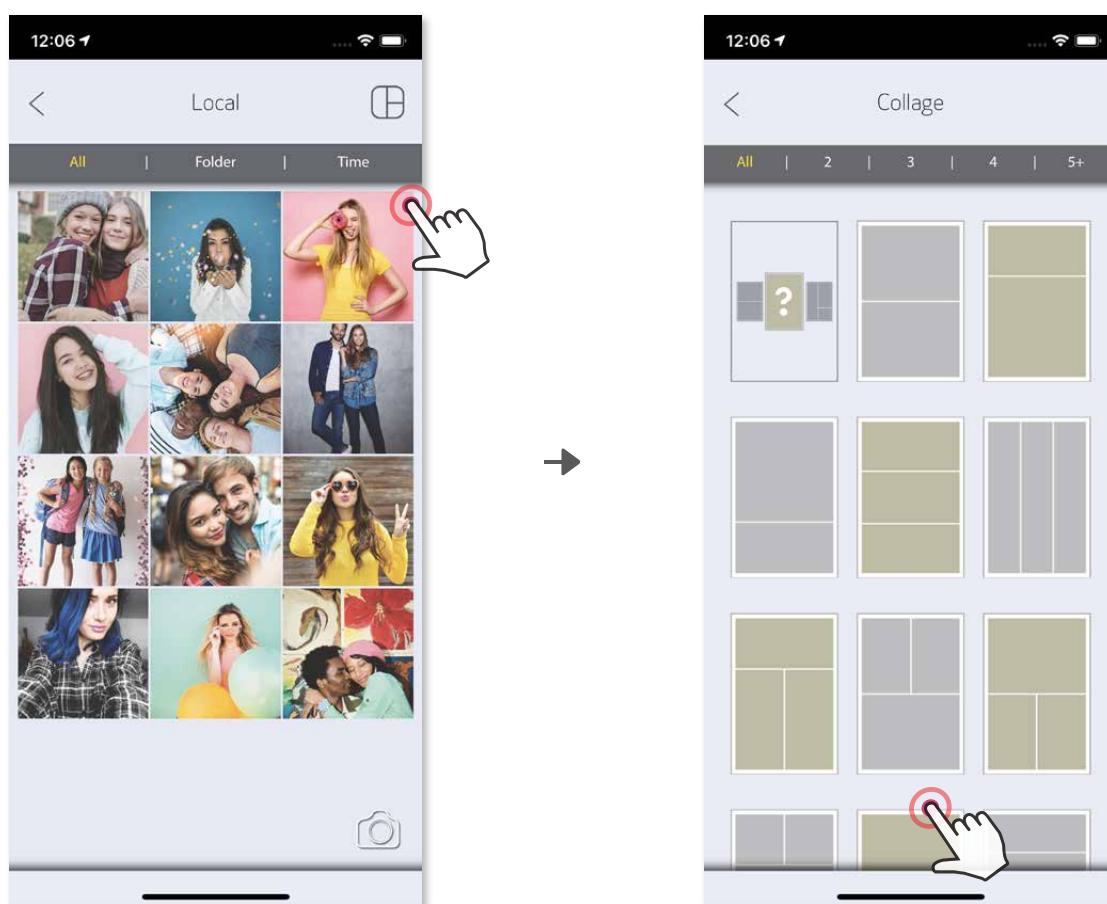 12:06
Local
All | Folder | Time
12:06
Collage
All | 2 | 3 | 4 | 5+
?